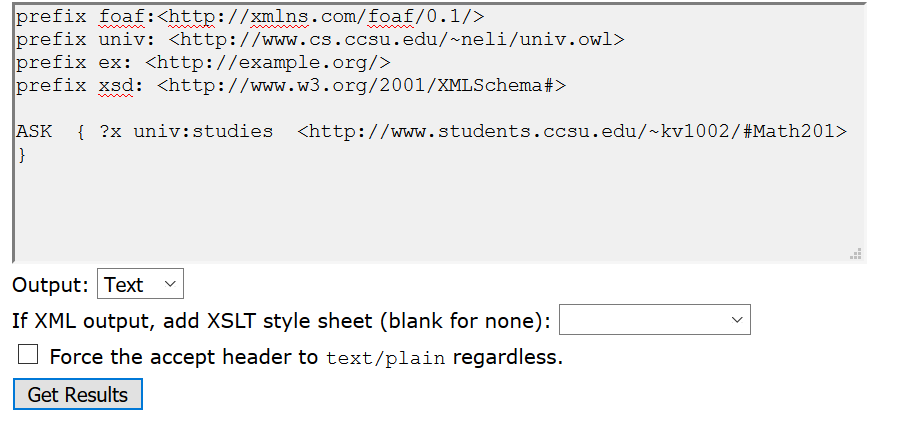 prefix foaf:<http://xmlns.com/foaf/0.1/>
prefix univ: <http://www.cs.ccsu.edu/~neli/univ.owl>
prefix ex: <http://example.org/>
prefix xsd: <http://www.w3.org/2001/XMLSchema#>
ASK  { ?x univ:studies  <http://www.students.ccsu.edu/~kv1002/#Math201>
}
Output: Text
If XML output, add XSLT style sheet (blank for none):
Force the accept header to text/plain regardless.
Get Results